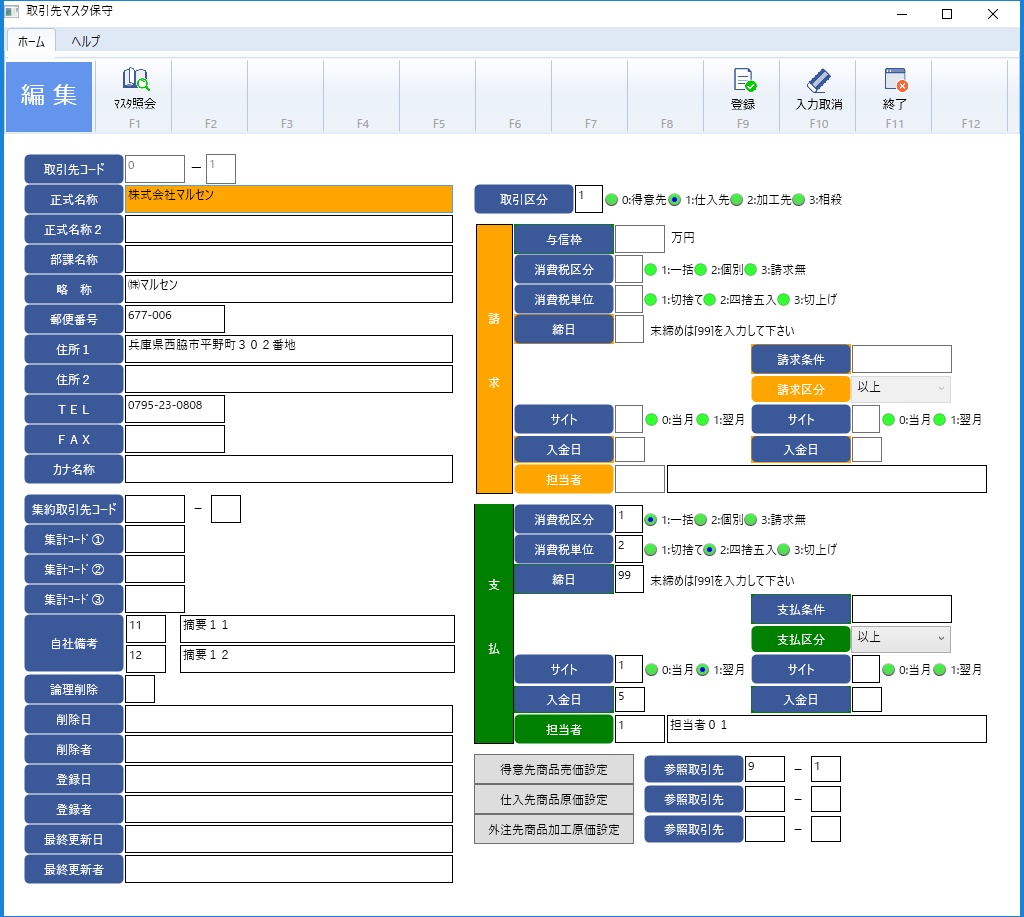 取引先マスタ保守
ホーム ヘルプ
編集
ﾏｽﾀ照会 登録 入力取消 終了
F1 F2 F3 F4 F5 F6 F7 F8 F9 F10 F11 F12
取引先ｺｰﾄﾞ 0 － 1
正式名称 株式会社マルセン
正式名称２
部課名称
略　称 ㈱マルセン
郵便番号 677-006
住所１ 兵庫県西脇市平野町３０２番地
住所２
ＴＥＬ 0795-23-0808
ＦＡＸ
カナ名称
集約取引先コード －
集計ｺｰﾄﾞ①
集計ｺｰﾄﾞ②
集計ｺｰﾄﾞ③
自社備考 11 摘要１１
12 摘要１２
論理削除
削除日
削除者
登録日
登録者
最終更新日
最終更新者
取引区分 1 0:得意先 1:仕入先 2:加工先 3:相殺
請求
与信枠 万円
消費税区分 1:一括 2:個別 3:請求無
消費税単位 1:切捨て 2:四捨五入 3:切上げ
締日 末締めは[99]を入力して下さい
請求条件
請求区分 以上
サイト 0:当月 1:翌月 サイト 0:当月 1:翌月
入金日 入金日
担当者
支払
消費税区分 1 1:一括 2:個別 3:請求無
消費税単位 2 1:切捨て 2:四捨五入 3:切上げ
締日 99 末締めは[99]を入力して下さい
支払条件
支払区分 以上
サイト 1 0:当月 1:翌月 サイト 0:当月 1:翌月
入金日 5 入金日
担当者 1 担当者０１
得意先商品売価設定 参照取引先 9 － 1
仕入先商品原価設定 参照取引先 －
外注先商品加工原価設定 参照取引先 －